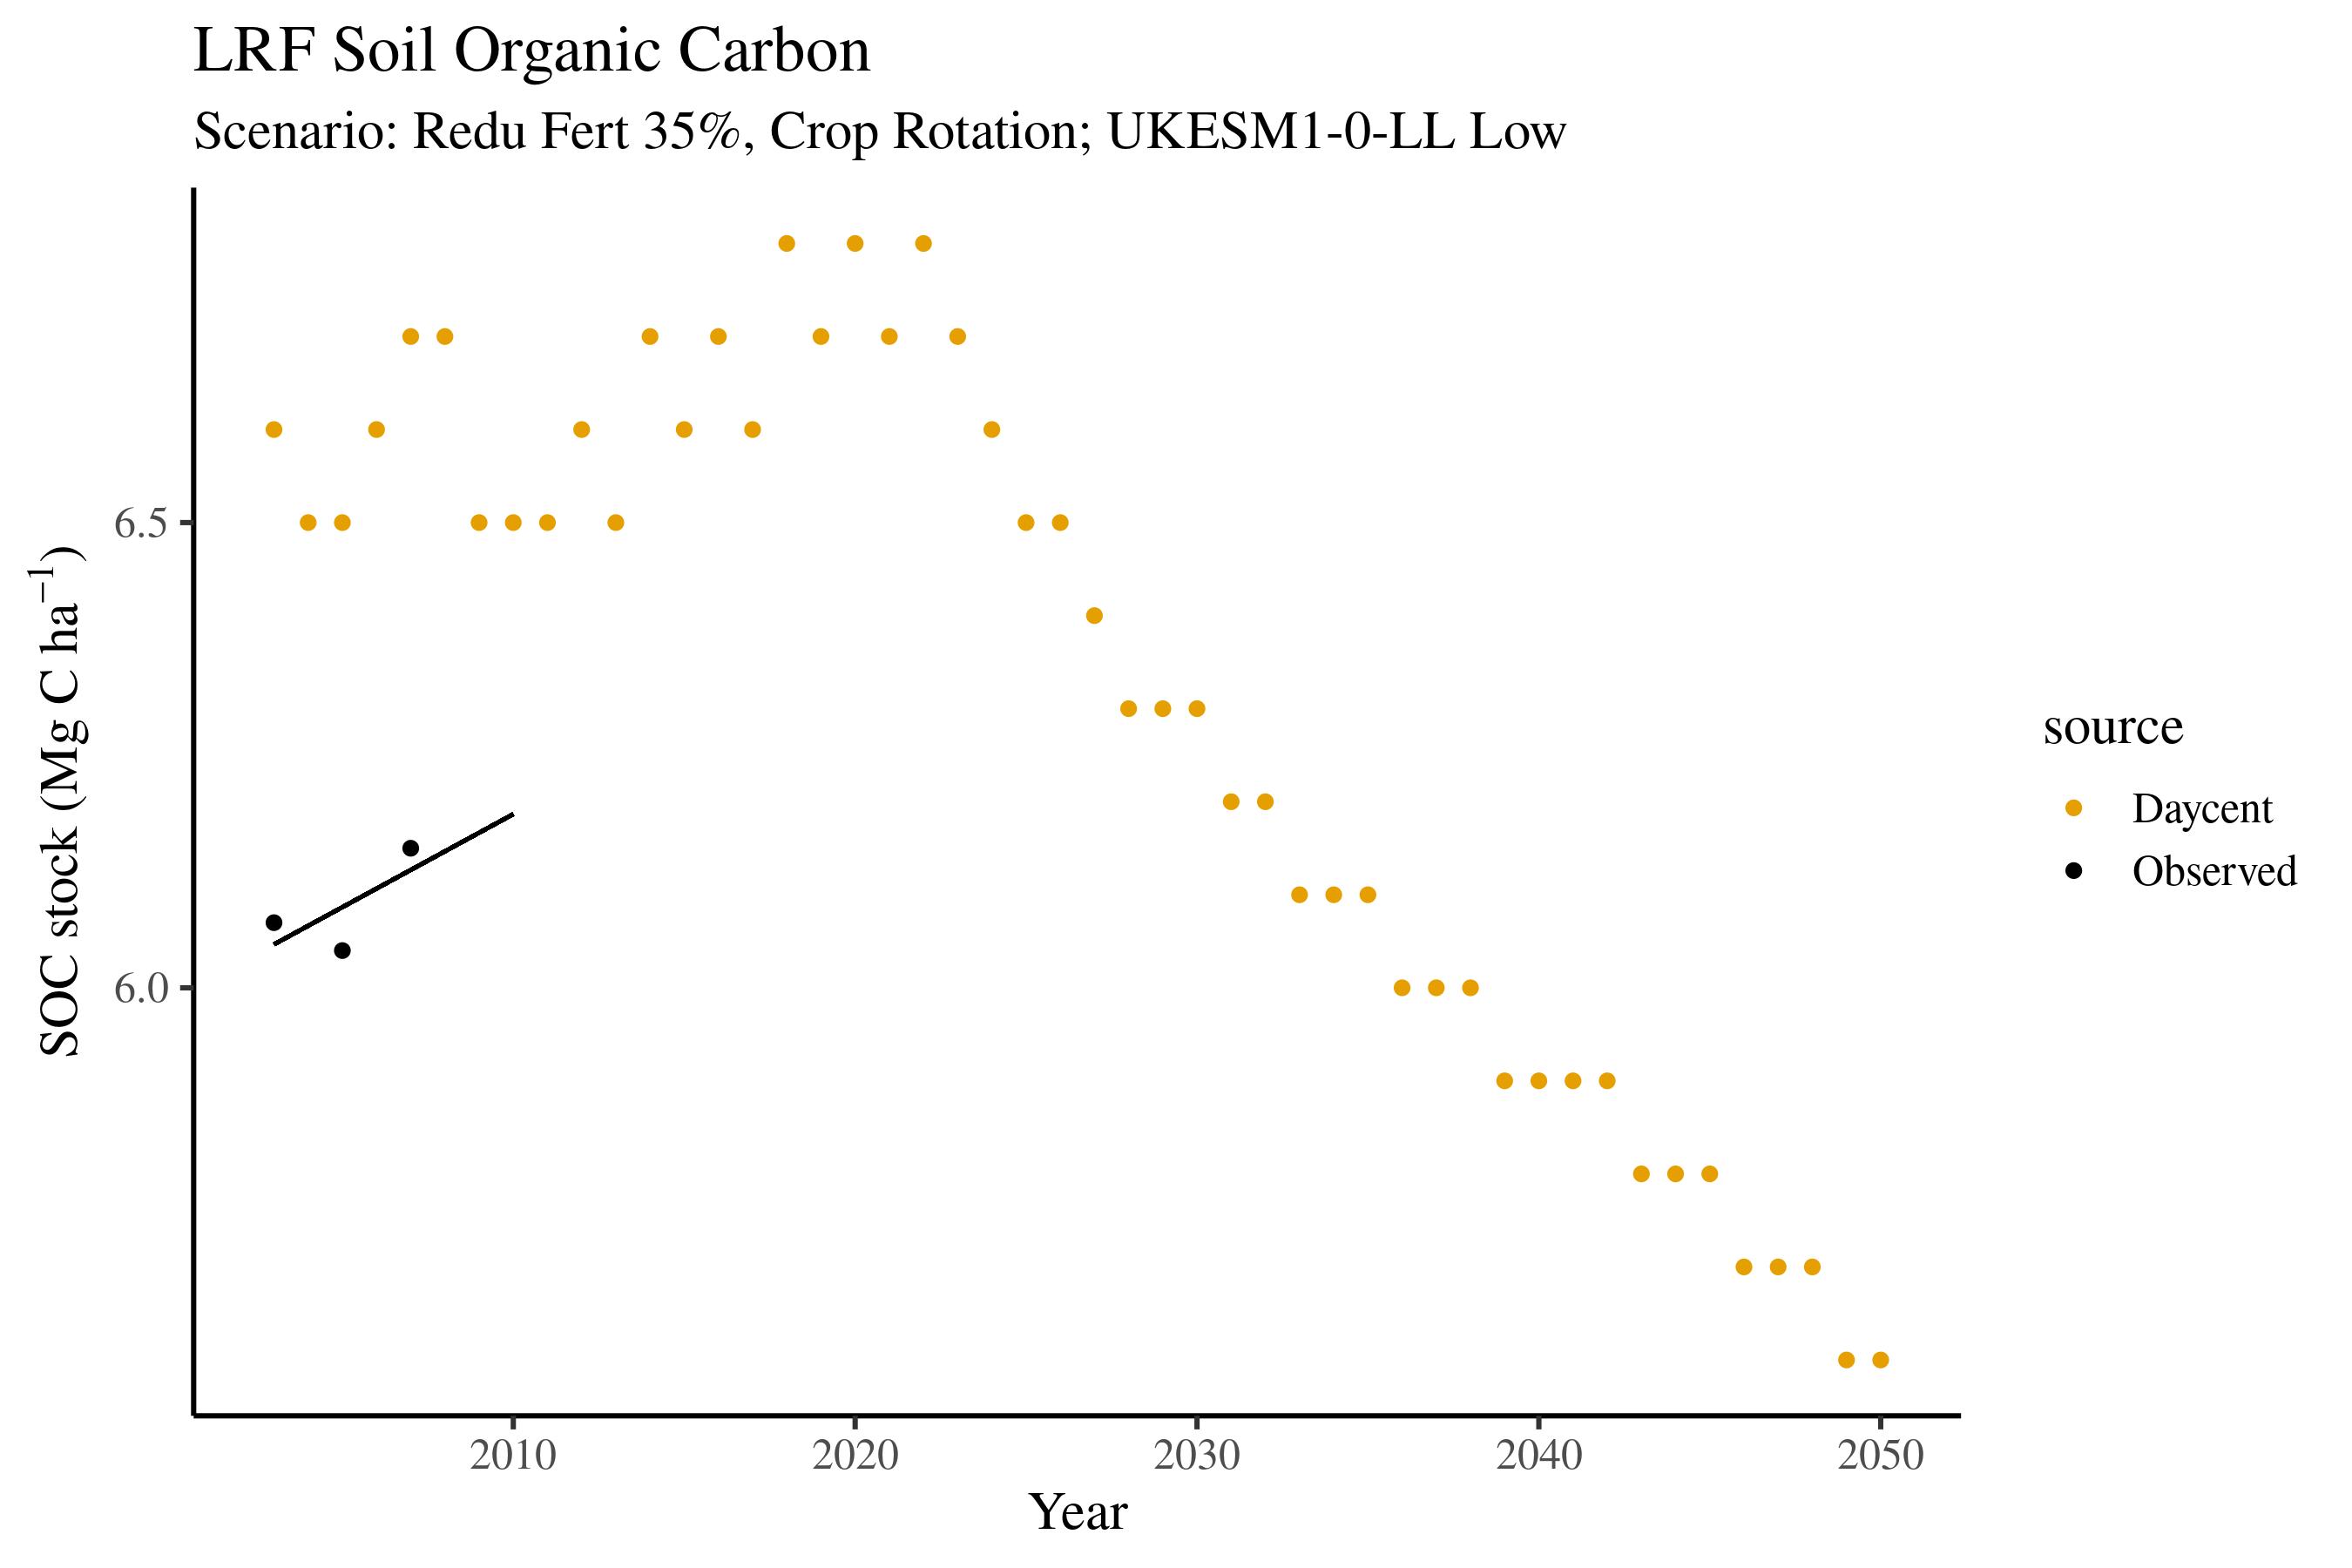 LRF Soil Organic Carbon
Scenario: Redu Fert 35%, Crop Rotation; UKESM1-0-LL Low
SOC stock (Mg C ha⁻¹)
6.5
6.0
2010
2020
2030
2040
2050
Year
source
Daycent
Observed